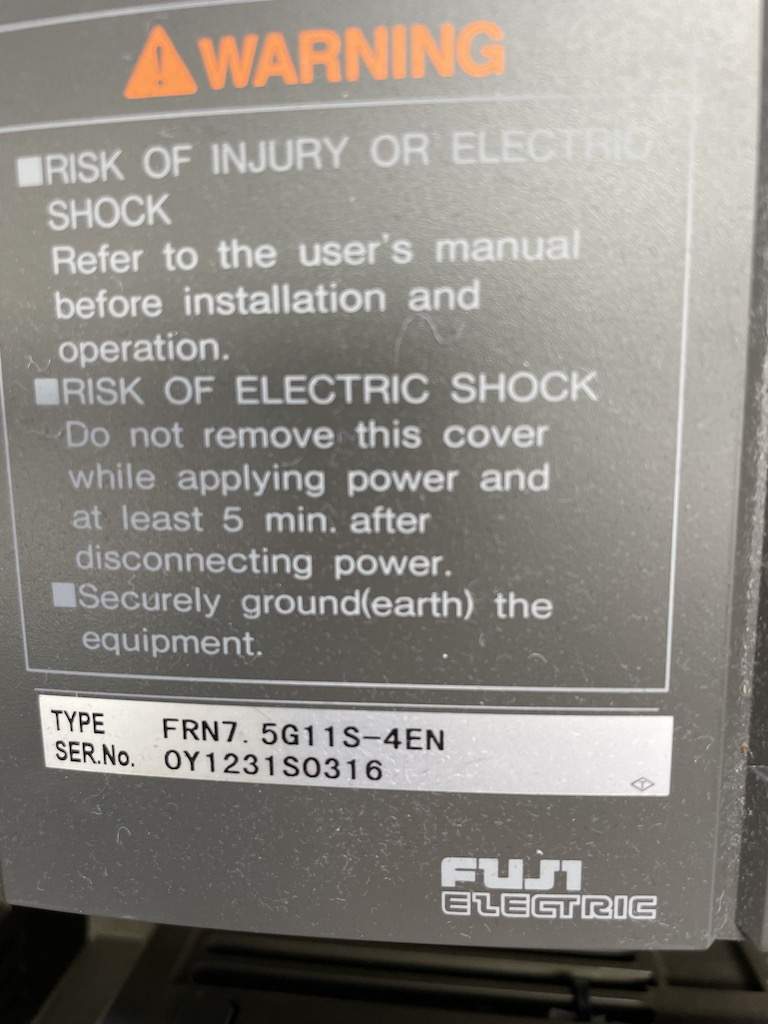 WARNING
■RISK OF INJURY OR ELECTRIC
SHOCK
Refer to the user's manual
before installation and
operation.
■RISK OF ELECTRIC SHOCK
Do not remove this cover
while applying power and
at least 5 min. after
disconnecting power.
■Securely ground(earth) the
equipment.
TYPE FRN7.5G11S-4EN
SER.No. 0Y1231S0316
FUJI
ELECTRIC